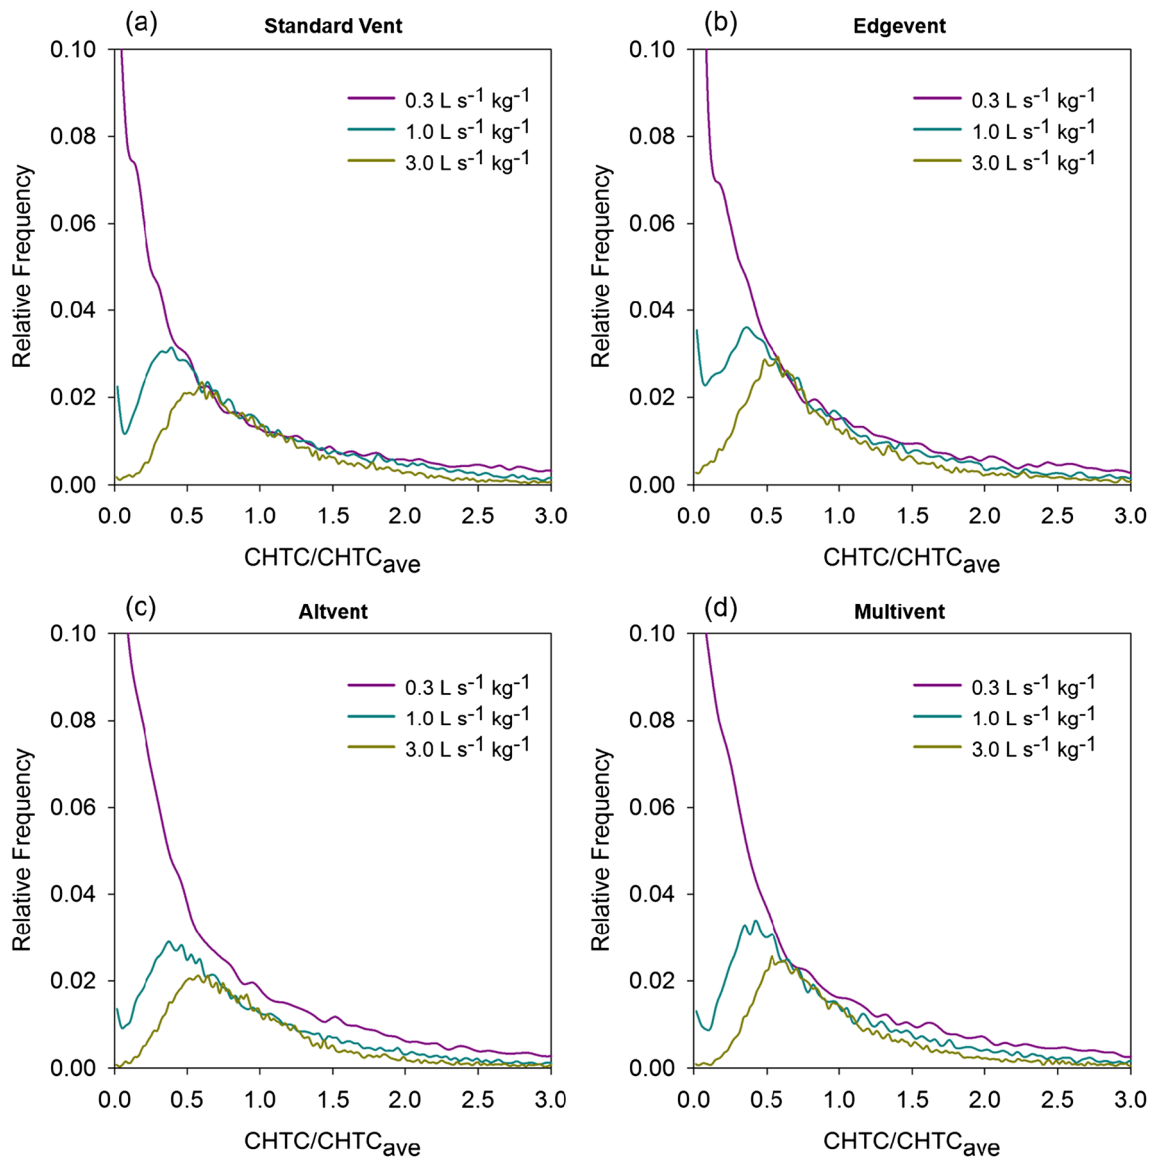 (a) Standard Vent
0.10
0.08
0.06
0.04
0.02
0.00
Relative Frequency
0.3 L s⁻¹ kg⁻¹
1.0 L s⁻¹ kg⁻¹
3.0 L s⁻¹ kg⁻¹
0.0 0.5 1.0 1.5 2.0 2.5 3.0
CHTC/CHTCave
(b) Edgevent
0.10
0.08
0.06
0.04
0.02
0.00
Relative Frequency
0.3 L s⁻¹ kg⁻¹
1.0 L s⁻¹ kg⁻¹
3.0 L s⁻¹ kg⁻¹
0.0 0.5 1.0 1.5 2.0 2.5 3.0
CHTC/CHTCave
(c) Altvent
0.10
0.08
0.06
0.04
0.02
0.00
Relative Frequency
0.3 L s⁻¹ kg⁻¹
1.0 L s⁻¹ kg⁻¹
3.0 L s⁻¹ kg⁻¹
0.0 0.5 1.0 1.5 2.0 2.5 3.0
CHTC/CHTCave
(d) Multivent
0.10
0.08
0.06
0.04
0.02
0.00
Relative Frequency
0.3 L s⁻¹ kg⁻¹
1.0 L s⁻¹ kg⁻¹
3.0 L s⁻¹ kg⁻¹
0.0 0.5 1.0 1.5 2.0 2.5 3.0
CHTC/CHTCave